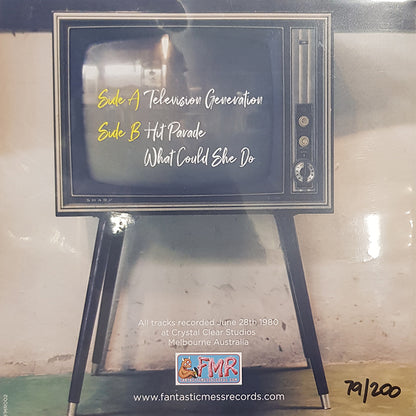 Side A Television Generation
Side B Hit Parade
What Could She Do
SHARP
All tracks recorded June 28th 1980
at Crystal Clear Studios
Melbourne Australia
FMR
www.fantasticmessrecords.com
79/200